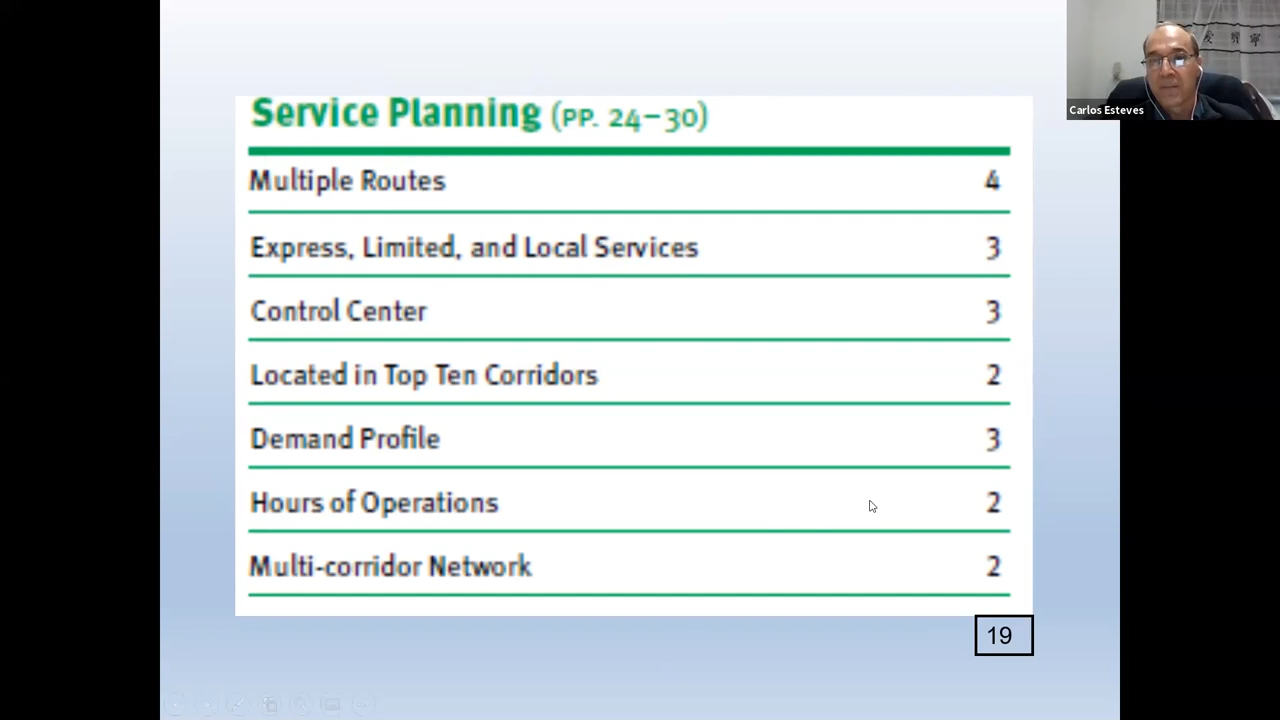 Service Planning (PP. 24–30)
Multiple Routes 4
Express, Limited, and Local Services 3
Control Center 3
Located in Top Ten Corridors 2
Demand Profile 3
Hours of Operations 2
Multi-corridor Network 2
19
Carlos Esteves